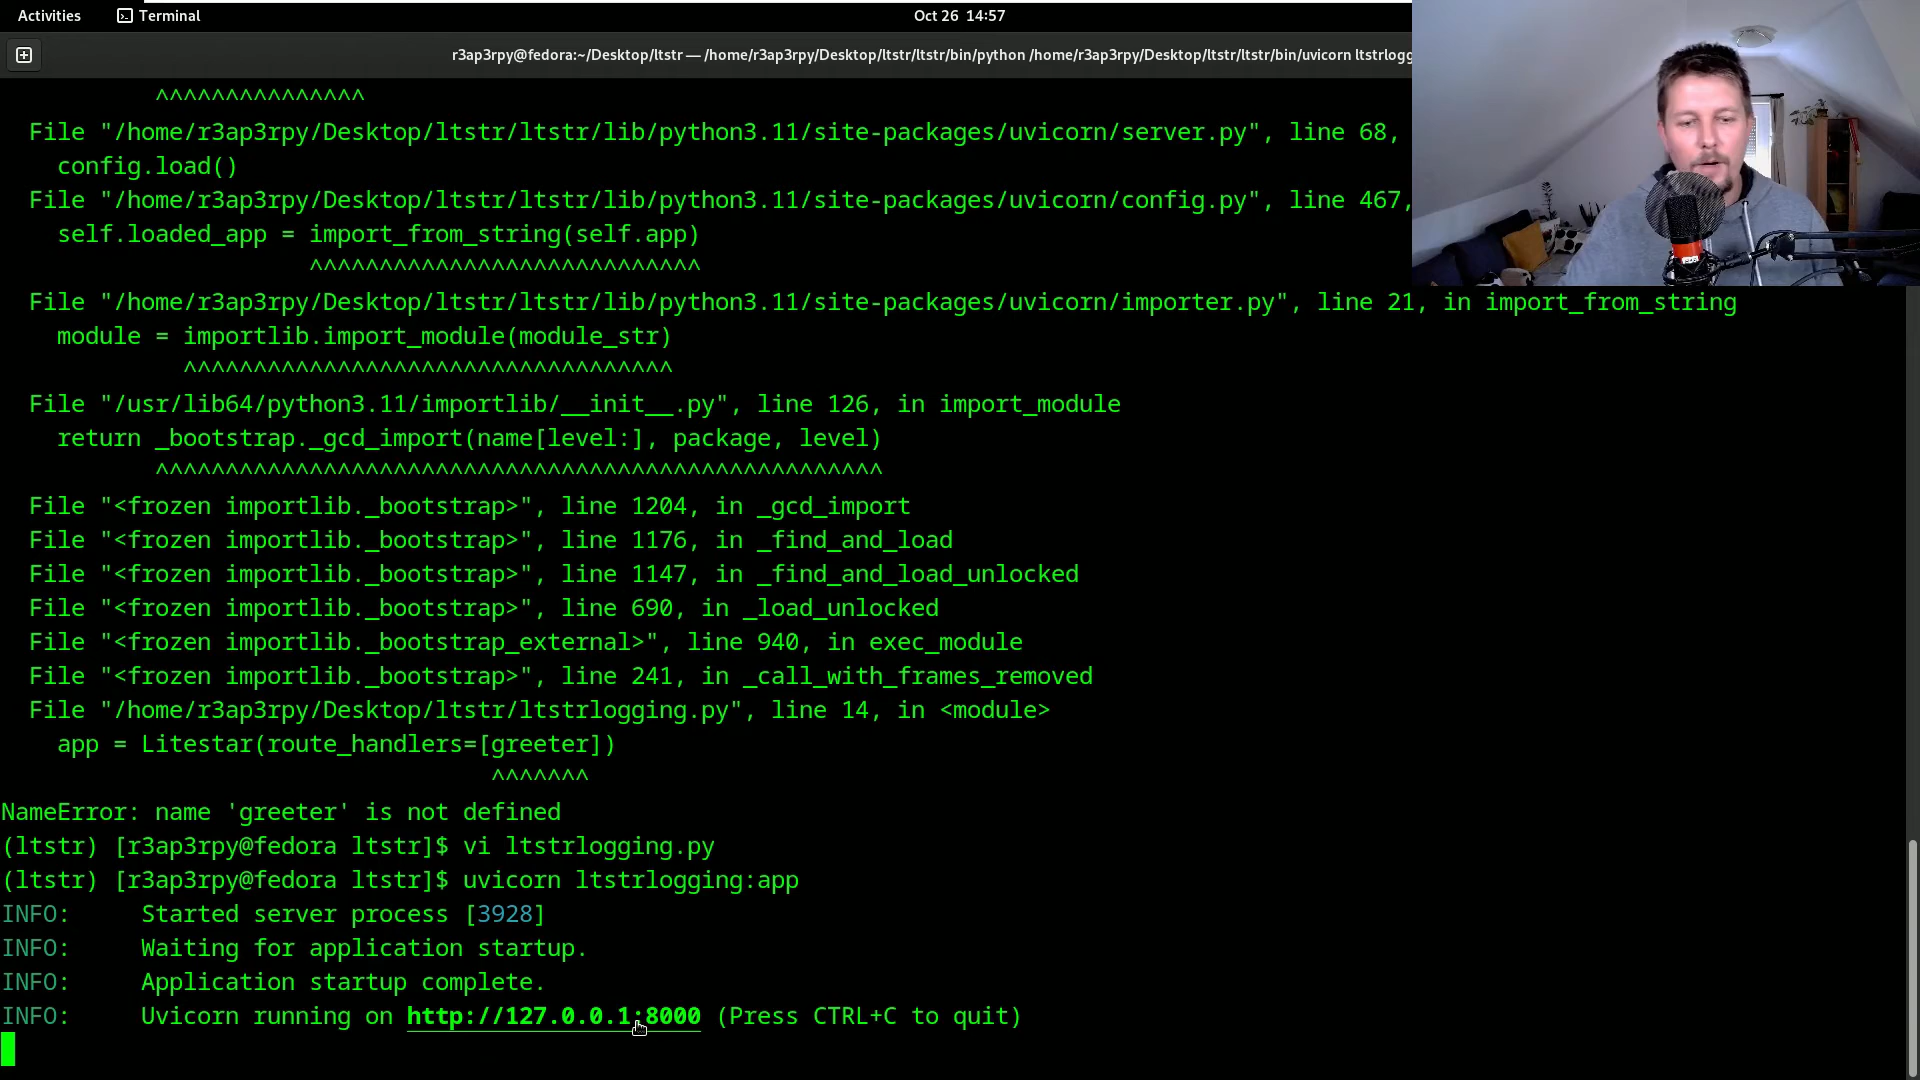 Activities
Terminal
Oct 26 14:57
r3ap3rpy@fedora:~/Desktop/ltstr — /home/r3ap3rpy/Desktop/ltstr/ltstr/bin/python /home/r3ap3rpy/Desktop/ltstr/ltstr/bin/uvicorn ltstrlogg
^^^^^^^^^^^^^^^
File "/home/r3ap3rpy/Desktop/ltstr/ltstr/lib/python3.11/site-packages/uvicorn/server.py", line 68,
config.load()
File "/home/r3ap3rpy/Desktop/ltstr/ltstr/lib/python3.11/site-packages/uvicorn/config.py", line 467,
self.loaded_app = import_from_string(self.app)
^^^^^^^^^^^^^^^^^^^^^^^^^^^^
File "/home/r3ap3rpy/Desktop/ltstr/ltstr/lib/python3.11/site-packages/uvicorn/importer.py", line 21, in import_from_string
module = importlib.import_module(module_str)
^^^^^^^^^^^^^^^^^^^^^^^^^^^^^^^^^^^
File "/usr/lib64/python3.11/importlib/__init__.py", line 126, in import_module
return _bootstrap._gcd_import(name[level:], package, level)
^^^^^^^^^^^^^^^^^^^^^^^^^^^^^^^^^^^^^^^^^^^^^^^^^^^^
File "<frozen importlib._bootstrap>", line 1204, in _gcd_import
File "<frozen importlib._bootstrap>", line 1176, in _find_and_load
File "<frozen importlib._bootstrap>", line 1147, in _find_and_load_unlocked
File "<frozen importlib._bootstrap>", line 690, in _load_unlocked
File "<frozen importlib._bootstrap_external>", line 940, in exec_module
File "<frozen importlib._bootstrap>", line 241, in _call_with_frames_removed
File "/home/r3ap3rpy/Desktop/ltstr/ltstrlogging.py", line 14, in <module>
app = Litestar(route_handlers=[greeter])
^^^^^^^
NameError: name 'greeter' is not defined
(ltstr) [r3ap3rpy@fedora ltstr]$ vi ltstrlogging.py
(ltstr) [r3ap3rpy@fedora ltstr]$ uvicorn ltstrlogging:app
INFO: Started server process [3928]
INFO: Waiting for application startup.
INFO: Application startup complete.
INFO: Uvicorn running on http://127.0.0.1:8000 (Press CTRL+C to quit)